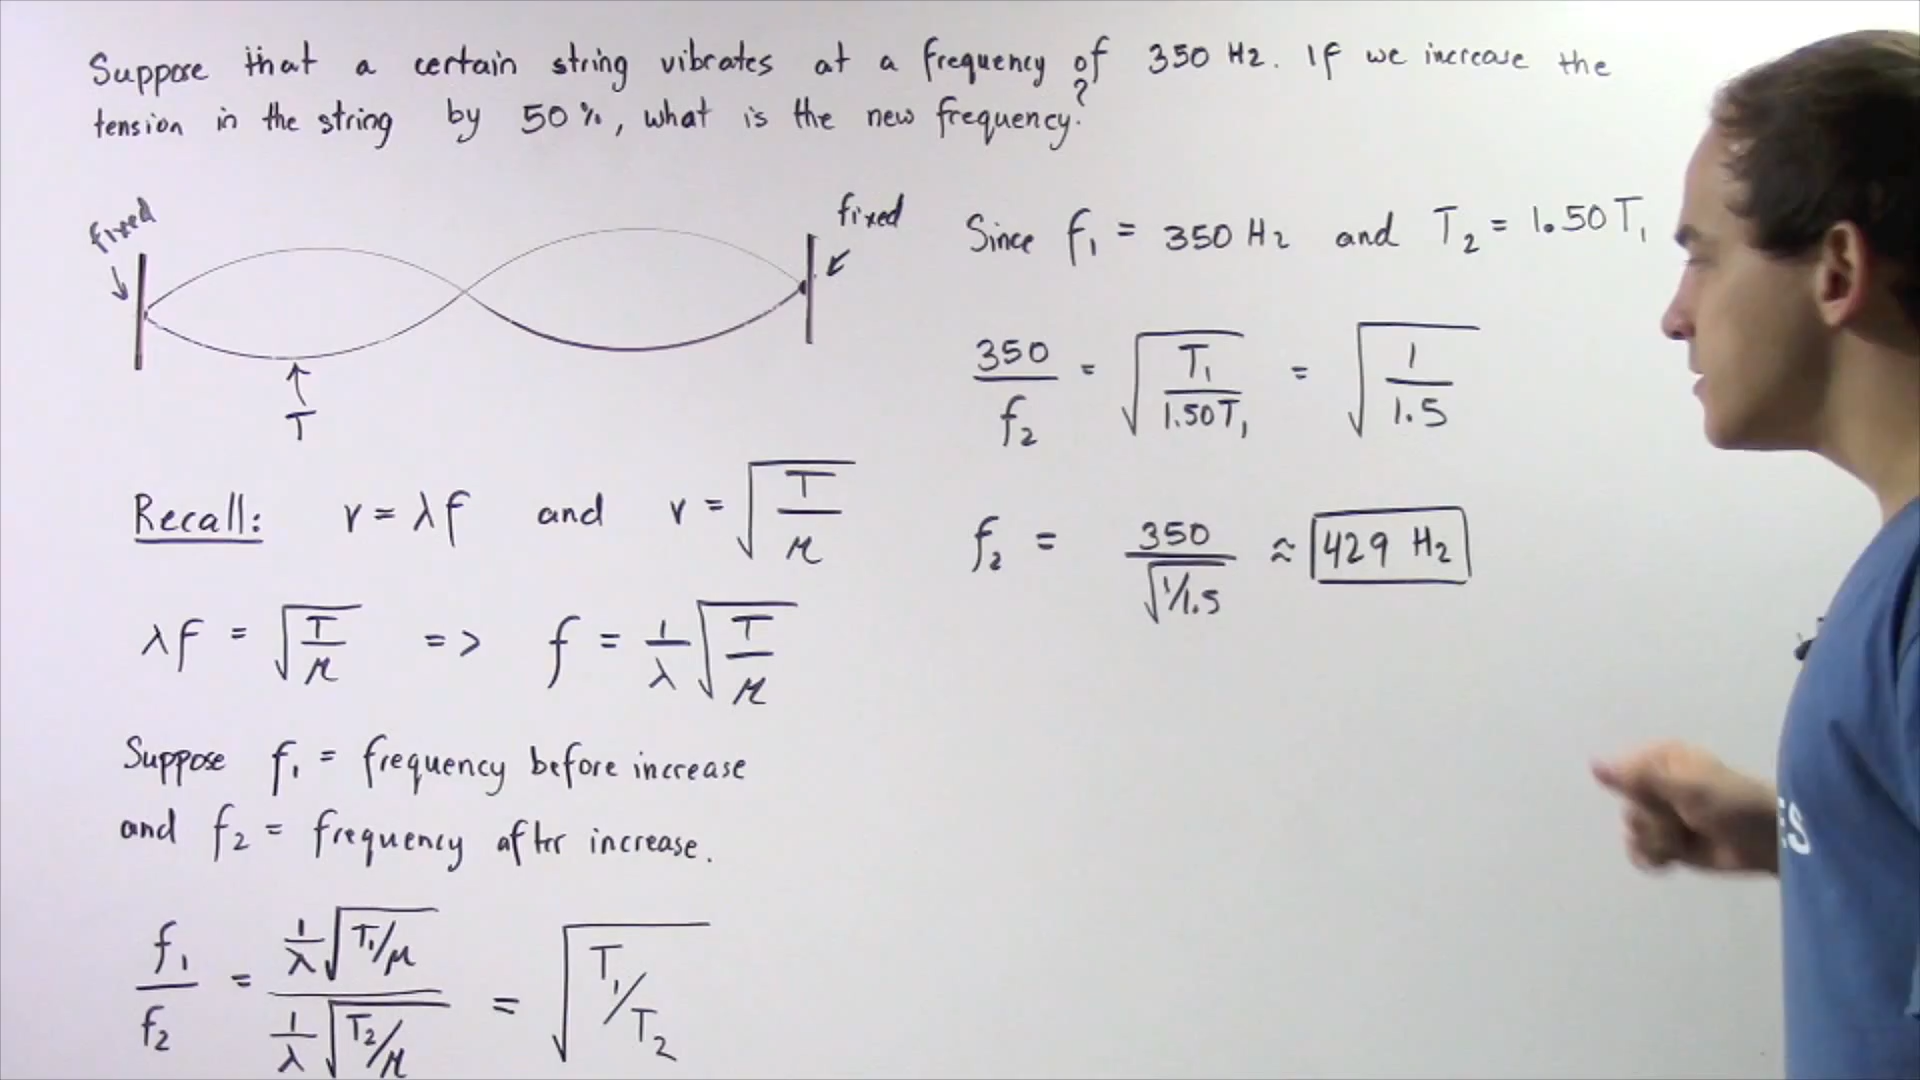 Suppose that a certain string vibrates at a frequency of 350 Hz. If we increase the
tension in the string by 50%, what is the new frequency?
fixed
fixed
T
Recall: v = λf and v = √(T/μ)
λf = √(T/μ) => f = 1/λ √(T/μ)
Suppose f₁ = frequency before increase
and f₂ = frequency after increase.
f₁/f₂ = (1/λ √(T₁/μ))/(1/λ √(T₂/μ)) = √(T₁/T₂)
Since f₁ = 350 Hz and T₂ = 1.50T₁
350/f₂ = √(T₁/1.50T₁) = √(1/1.5)
f₂ = 350/√(1/1.5) ≈ 429 Hz
ES